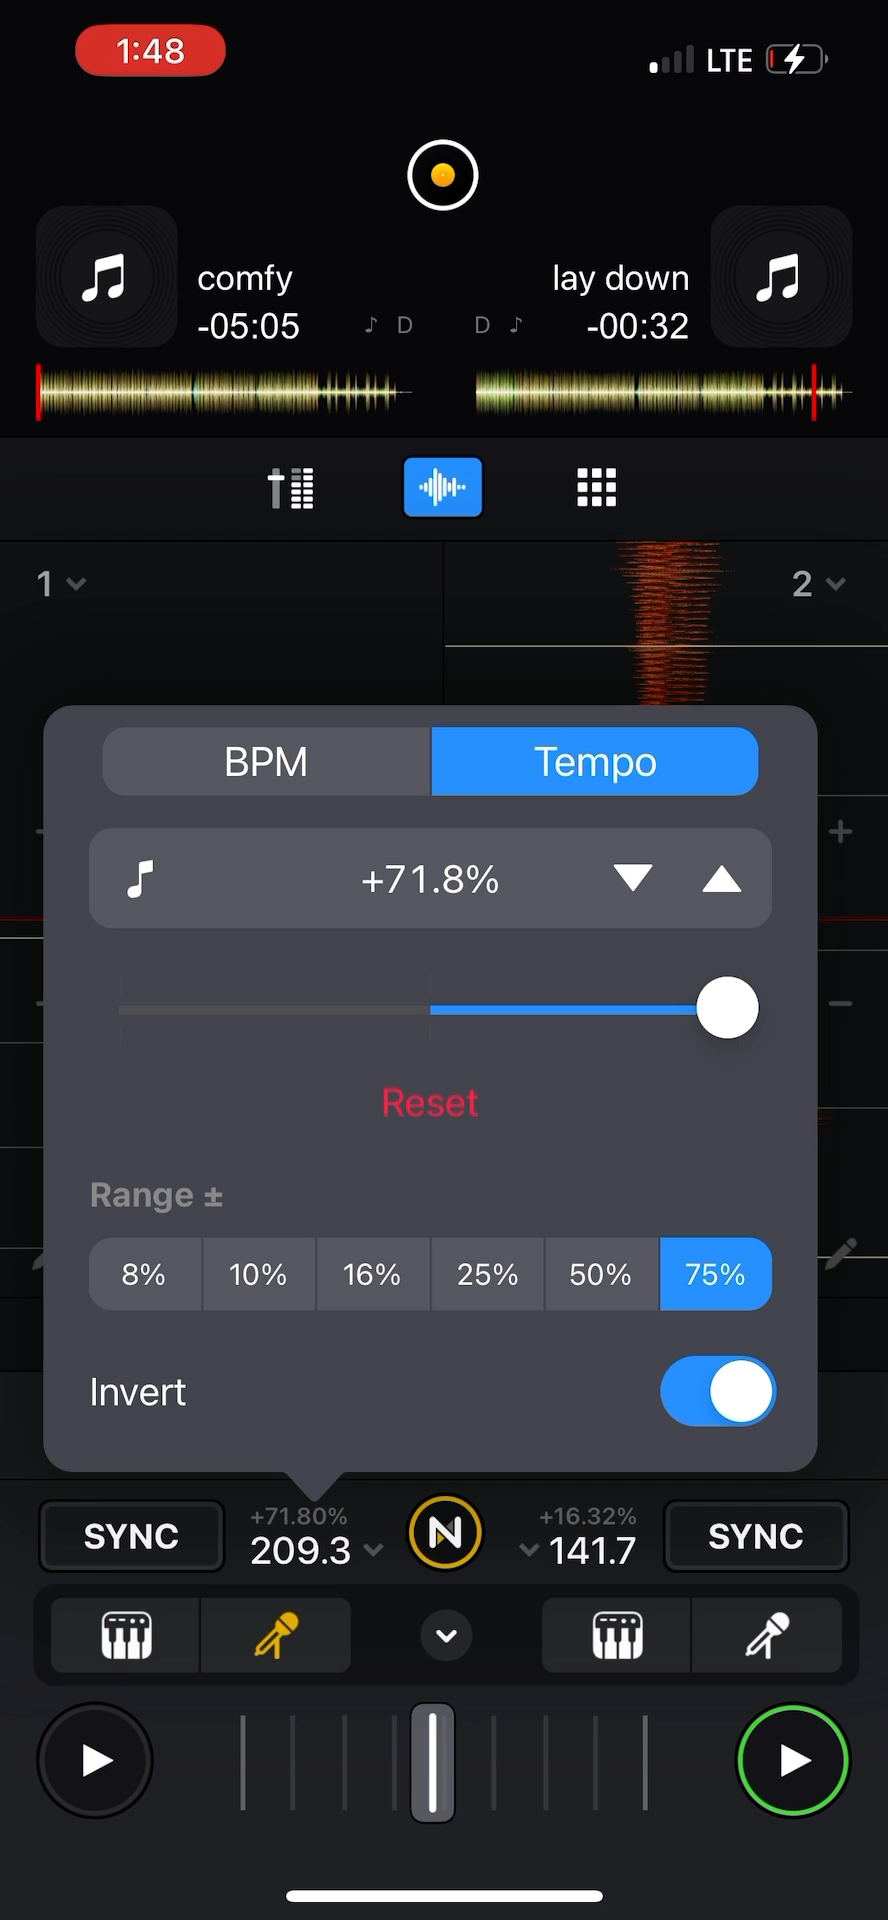 1:48
LTE
comfy
-05:05
D
lay down
D
-00:32
1
2
BPM
Tempo
+71.8%
Reset
Range ±
8%
10%
16%
25%
50%
75%
Invert
SYNC
+71.80%
209.3
N
+16.32%
141.7
SYNC